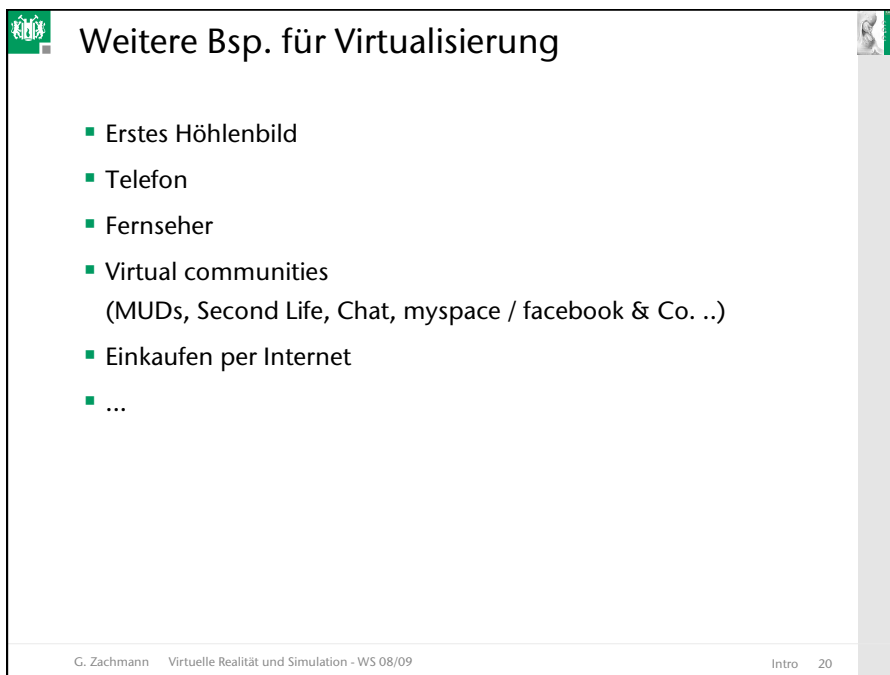 Weitere Bsp. für Virtualisierung
Erstes Höhlenbild
Telefon
Fernseher
Virtual communities
(MUDs, Second Life, Chat, myspace / facebook & Co. ..)
Einkaufen per Internet
...
G. Zachmann Virtuelle Realität und Simulation - WS 08/09 Intro 20